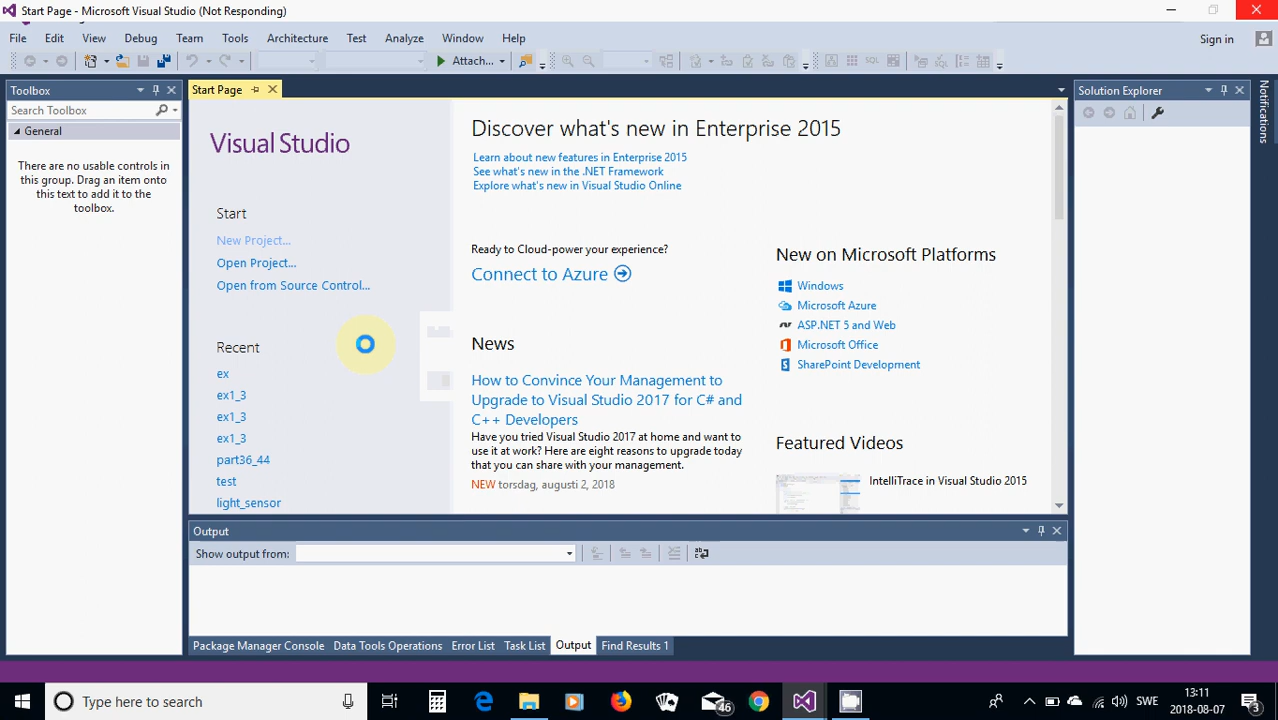 Start Page - Microsoft Visual Studio (Not Responding)
File Edit View Debug Team Tools Architecture Test Analyze Window Help
Sign in
Attach...
SQL
Toolbox
Search Toolbox
General
There are no usable controls in
this group. Drag an item onto
this text to add it to the
toolbox.
Start Page
Visual Studio
Start
New Project...
Open Project...
Open from Source Control...
Recent
ex
ex1_3
ex1_3
ex1_3
part36_44
test
light_sensor
Discover what's new in Enterprise 2015
Learn about new features in Enterprise 2015
See what's new in the .NET Framework
Explore what's new in Visual Studio Online
Ready to Cloud-power your experience?
Connect to Azure
News
How to Convince Your Management to
Upgrade to Visual Studio 2017 for C# and
C++ Developers
Have you tried Visual Studio 2017 at home and want to
use it at work? Here are eight reasons to upgrade today
that you can share with your management.
NEW torsdag, augusti 2, 2018
New on Microsoft Platforms
Windows
Microsoft Azure
ASP.NET 5 and Web
Microsoft Office
SharePoint Development
Featured Videos
IntelliTrace in Visual Studio 2015
Solution Explorer
Notifications
Output
Show output from:
Package Manager Console Data Tools Operations Error List Task List Output Find Results 1
Type here to search
46
SWE
13:11
2018-08-07
3